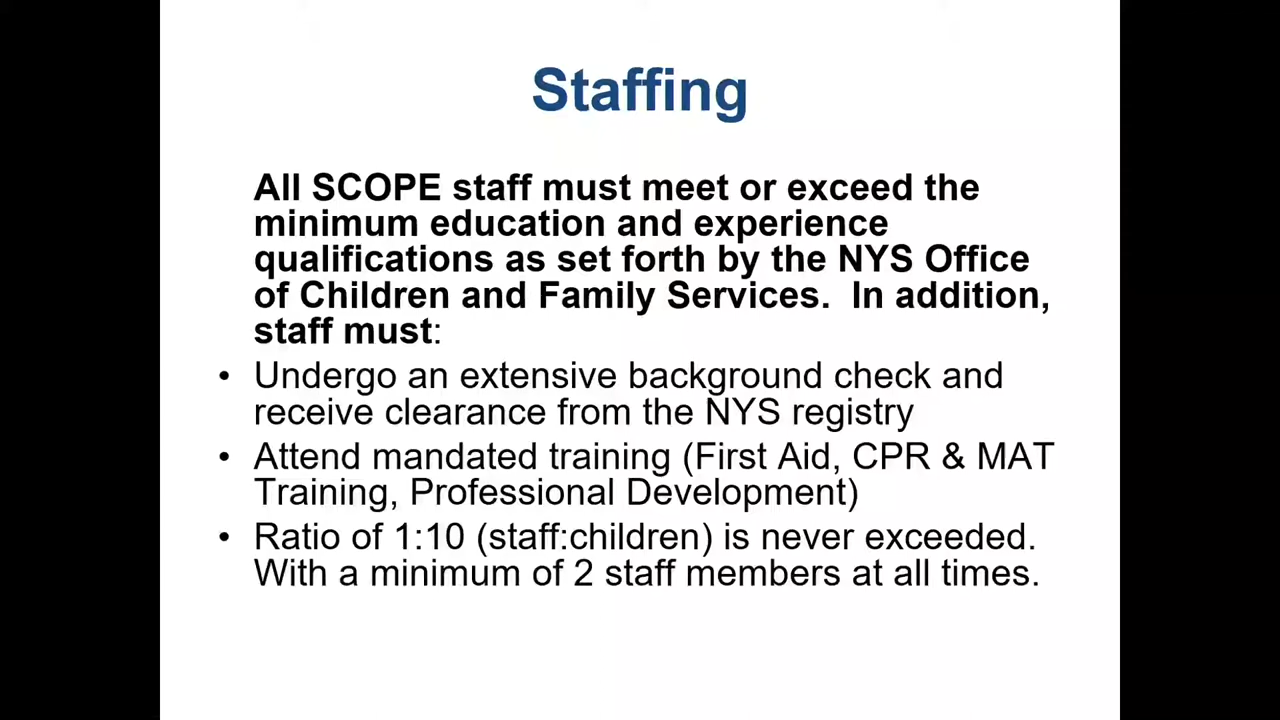 Staffing
All SCOPE staff must meet or exceed the
minimum education and experience
qualifications as set forth by the NYS Office
of Children and Family Services.  In addition,
staff must:
• Undergo an extensive background check and
receive clearance from the NYS registry
• Attend mandated training (First Aid, CPR & MAT
Training, Professional Development)
• Ratio of 1:10 (staff:children) is never exceeded.
With a minimum of 2 staff members at all times.